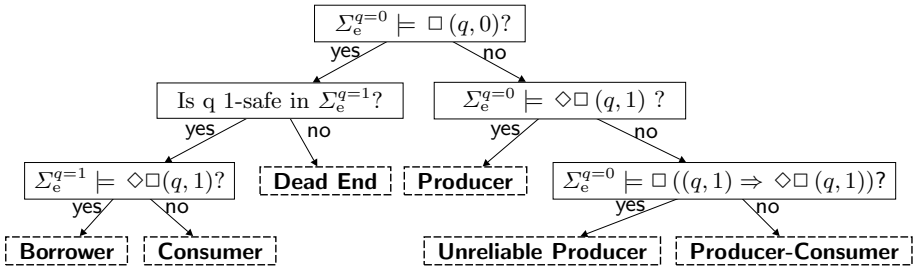 Σ_e^{q=0} ⊨ □ (q, 0)?
yes no
Is q 1-safe in Σ_e^{q=1}?
Σ_e^{q=0} ⊨ ◇□ (q, 1) ?
yes no yes no
Σ_e^{q=1} ⊨ ◇□(q, 1)?
Dead End
Producer
Σ_e^{q=0} ⊨ □ ((q, 1) ⇒ ◇□ (q, 1))?
yes no yes no
Borrower
Consumer
Unreliable Producer
Producer-Consumer